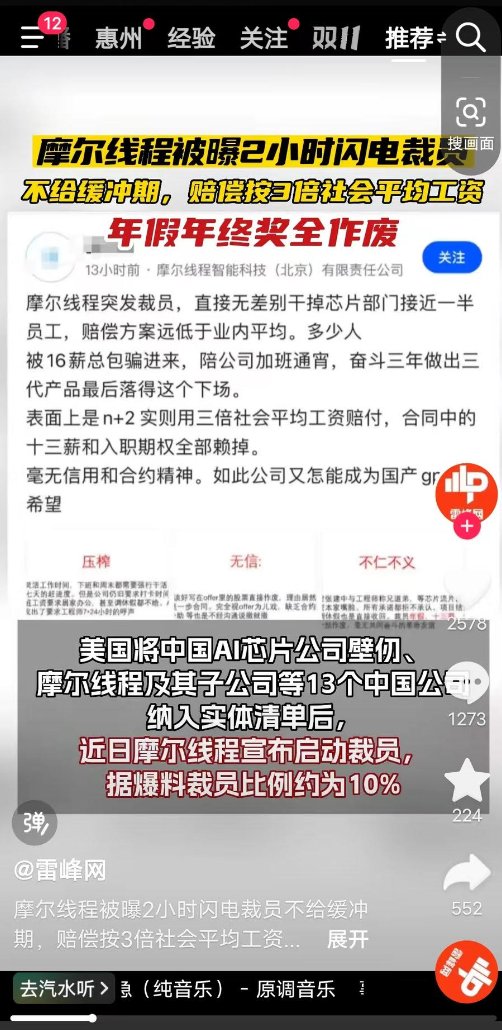 12
惠州
经验
关注
双11
推荐
搜画面
摩尔线程被曝2小时闪电裁员
不给缓冲期，赔偿按3倍社会平均工资
年假年终奖全作废
关注
13小时前 · 摩尔线程智能科技（北京）有限责任公司
摩尔线程突发裁员，直接无差别干掉芯片部门接近一半
员工，赔偿方案远低于业内平均。多少人
被16薪总包骗进来，陪公司加班通宵，奋斗三年做出三
代产品最后落得这个下场。
表面上是n+2 实则用三倍社会平均工资赔付，合同中的
十三薪和入职期权全部赖掉。
毫无信用和合约精神。如此公司又怎能成为国产
希望
雷峰网
压榨
无信:
不仁不义
2578
美国将中国AI芯片公司壁仞、
摩尔线程及其子公司等13个中国公司
纳入实体清单后，
近日摩尔线程宣布启动裁员，
据爆料裁员比例约为10%
1273
224
弹
@雷峰网
552
摩尔线程被曝2小时闪电裁员不给缓冲
期，赔偿按3倍社会平均工资... 展开
去汽水听 >
急（纯音乐） - 原调音乐